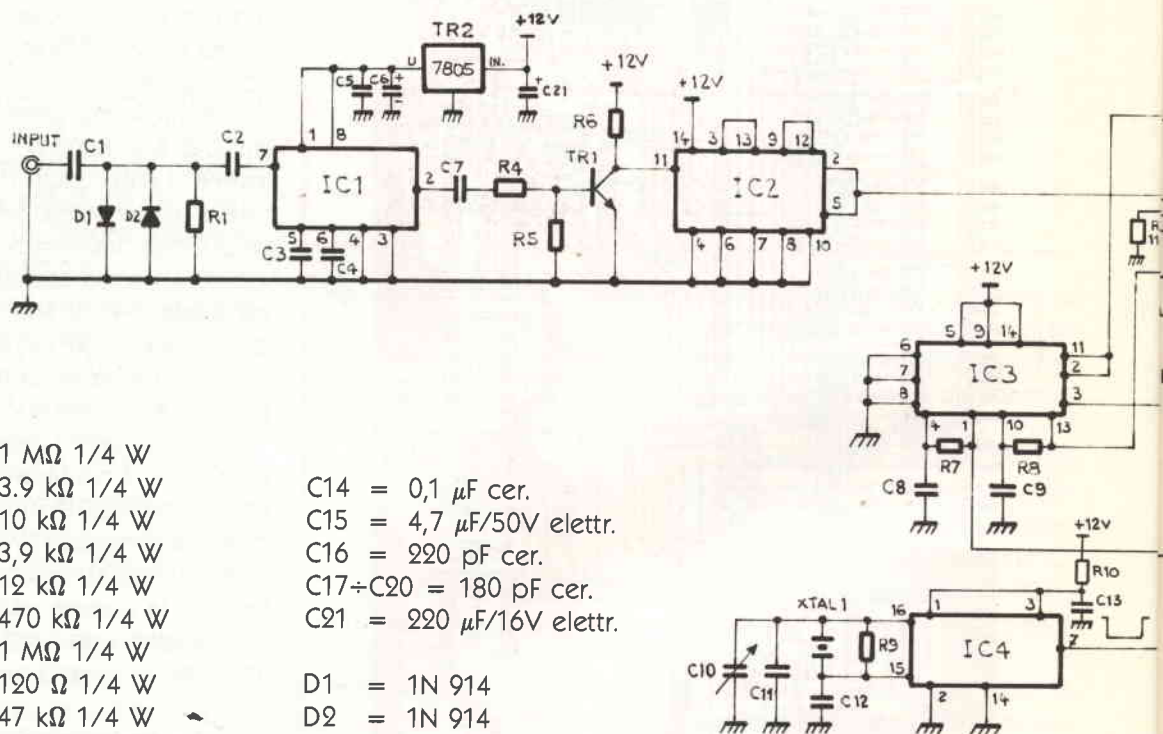 +12V
TR2
+12V
U
7805
IN.
C5
C6
+
-
+
C21
+12V
INPUT
C1
C2
1
8
R6
14
3
13
9
12
7
IC1
2
C7
R4
TR1
11
IC2
2
5
D1
D2
R1
5
6
4
3
C3
C4
R5
4
6
7
8
10
+12V
11
5
9
14
6
7
8
IC3
11
2
3
4
1
10
13
R7
R8
C8
C9
+12V
R10
C13
XTAL1
16
1
3
C10
C11
R9
15
IC4
7
C12
2
14
1 MΩ 1/4 W
3.9 kΩ 1/4 W
10 kΩ 1/4 W
3,9 kΩ 1/4 W
12 kΩ 1/4 W
470 kΩ 1/4 W
1 MΩ 1/4 W
120 Ω 1/4 W
47 kΩ 1/4 W
C14 = 0,1 μF cer.
C15 = 4,7 μF/50V elettr.
C16 = 220 pF cer.
C17÷C20 = 180 pF cer.
C21 = 220 μF/16V elettr.
D1 = 1N 914
D2 = 1N 914